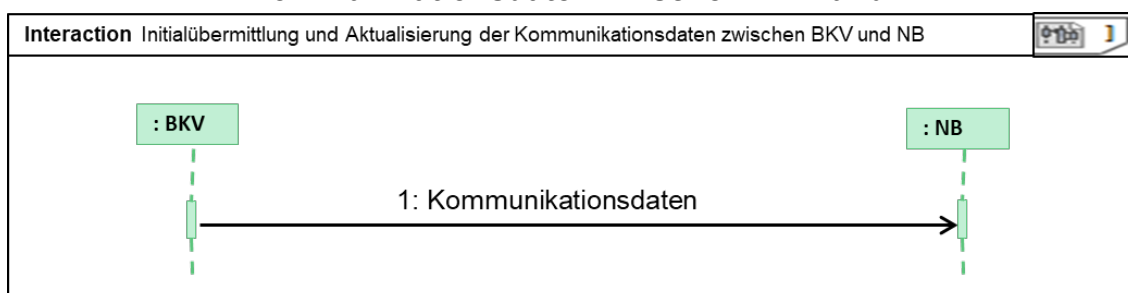 Interaction Initialübermittlung und Aktualisierung der Kommunikationsdaten zwischen BKV und NB
: BKV
: NB
1: Kommunikationsdaten